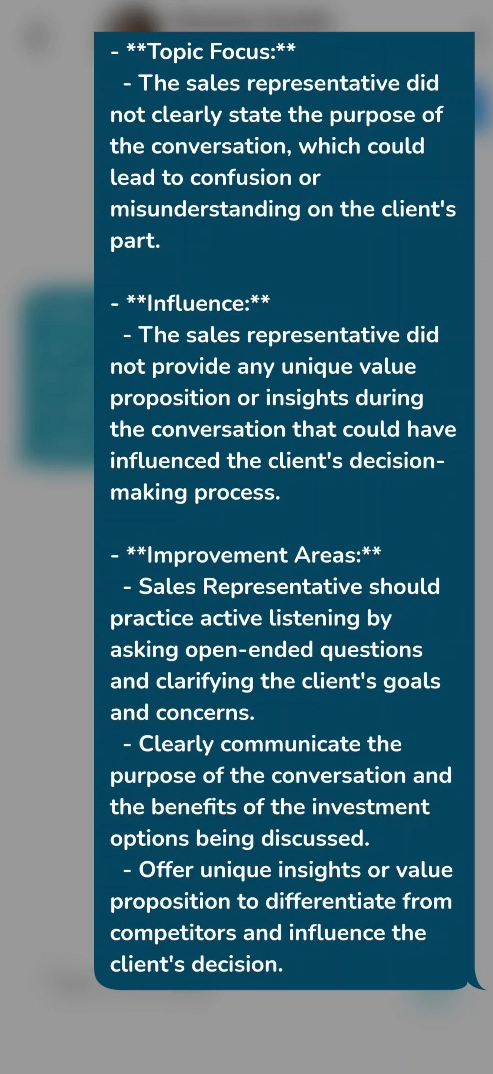 - **Topic Focus:**
- The sales representative did
not clearly state the purpose of
the conversation, which could
lead to confusion or
misunderstanding on the client's
part.
- **Influence:**
- The sales representative did
not provide any unique value
proposition or insights during
the conversation that could have
influenced the client's decision-
making process.
- **Improvement Areas:**
- Sales Representative should
practice active listening by
asking open-ended questions
and clarifying the client's goals
and concerns.
- Clearly communicate the
purpose of the conversation and
the benefits of the investment
options being discussed.
- Offer unique insights or value
proposition to differentiate from
competitors and influence the
client's decision.